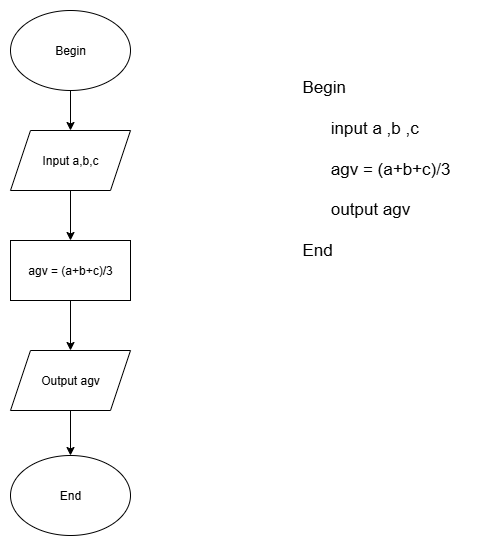 Begin
Input a,b,c
agv = (a+b+c)/3
Output agv
End
Begin
input a ,b ,c
agv = (a+b+c)/3
output agv
End